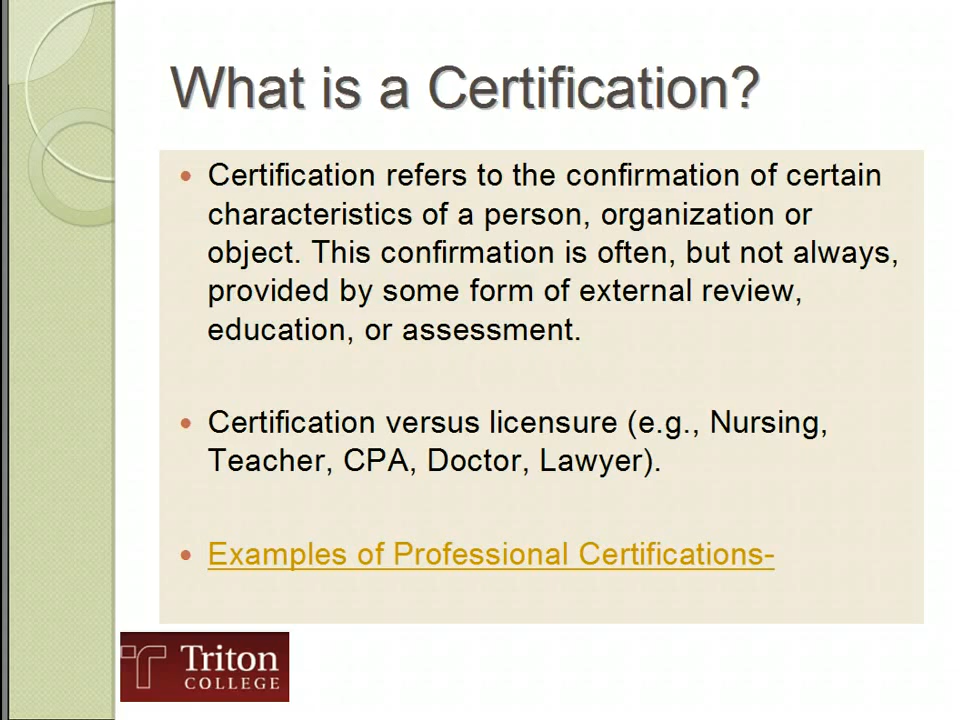 What is a Certification?
Certification refers to the confirmation of certain
characteristics of a person, organization or
object. This confirmation is often, but not always,
provided by some form of external review,
education, or assessment.
Certification versus licensure (e.g., Nursing,
Teacher, CPA, Doctor, Lawyer).
Examples of Professional Certifications-
Triton
COLLEGE